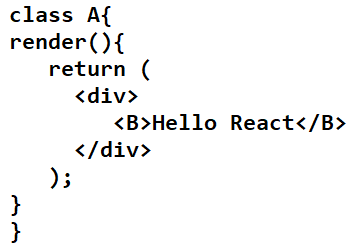 class A{
render(){
   return (
     <div>
        <B>Hello React</B>
     </div>
   );
}
}